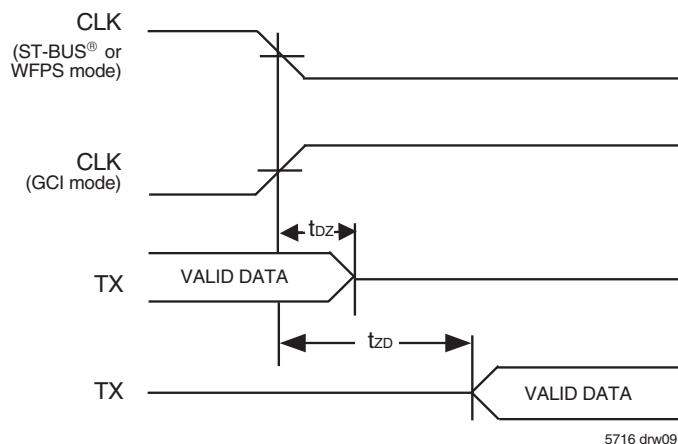 CLK
(ST-BUS® or
WFPS mode)
CLK
(GCI mode)
tDZ
TX
VALID DATA
tZD
TX
VALID DATA
5716 drw09